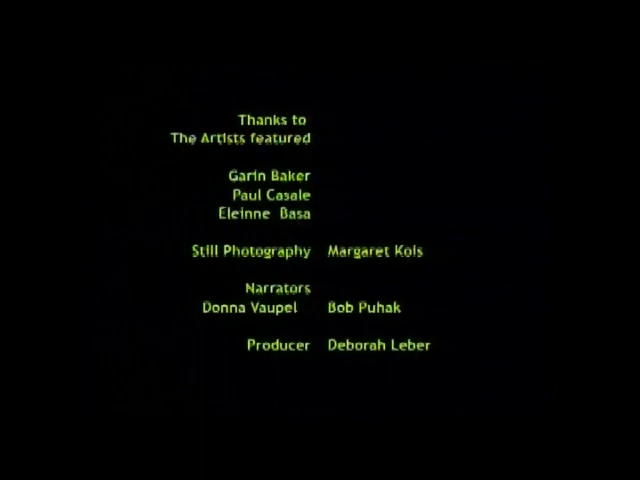 Thanks to
The Artists featured
Garin Baker
Paul Casale
Eleinne Basa
Still Photography Margaret Kois
Narrators
Donna Vaupel Bob Puhak
Producer Deborah Leber